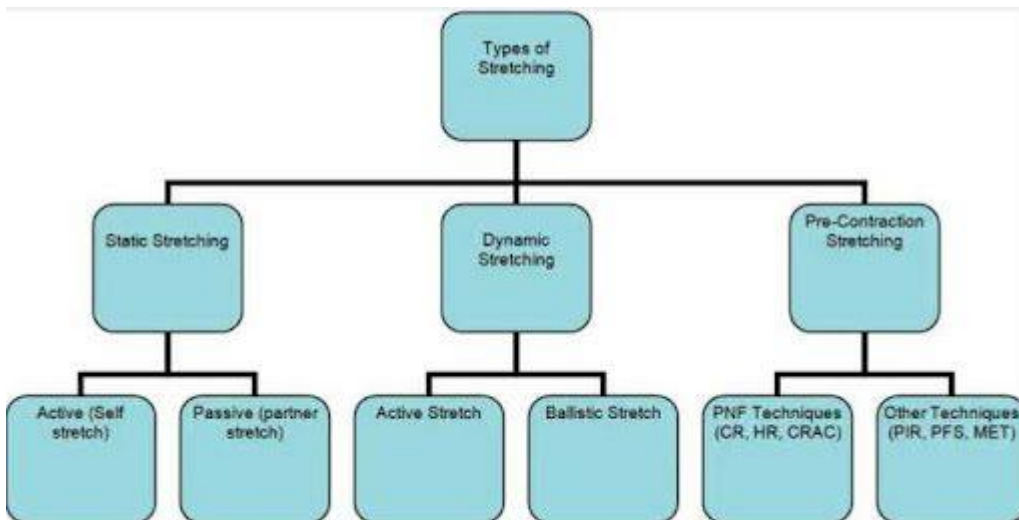 Types of
Stretching
Static Stretching
Dynamic
Stretching
Pre-Contraction
Stretching
Active (Self
stretch)
Passive (partner
stretch)
Active Stretch
Ballistic Stretch
PNF Techniques
(CR, HR, CRAC)
Other Techniques
(PIR, PFS, MET)